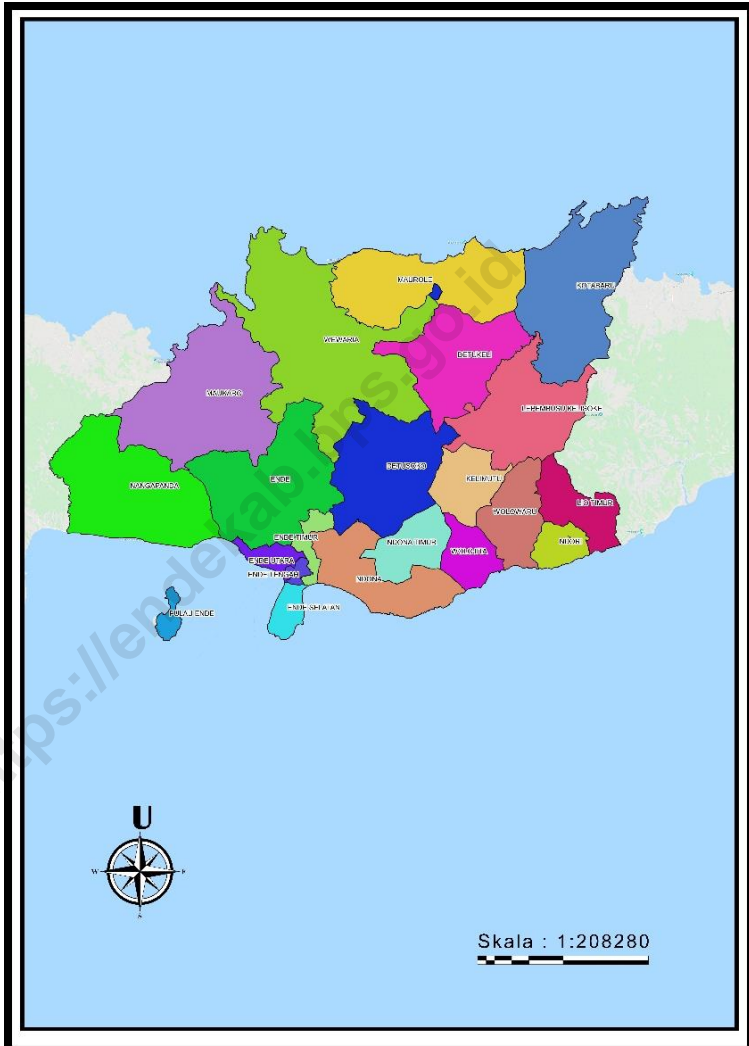 MAUROLE
KOTABARU
WEWARIA
DETUKELI
MAUKARO
LEPEMBUSU KELISOKE
DETUSOKO
KELIMUTU
NANGAPANDA
ENDE
WOLOWARU
LIO TIMUR
ENDE TIMUR
NDONA TIMUR
NDORI
WOLOJITA
ENDE UTARA
ENDE TENGAH
NDONA
ENDE SELATAN
PULAU ENDE
https://endekab.bps.go.id
U
W
E
S
Skala : 1:208280